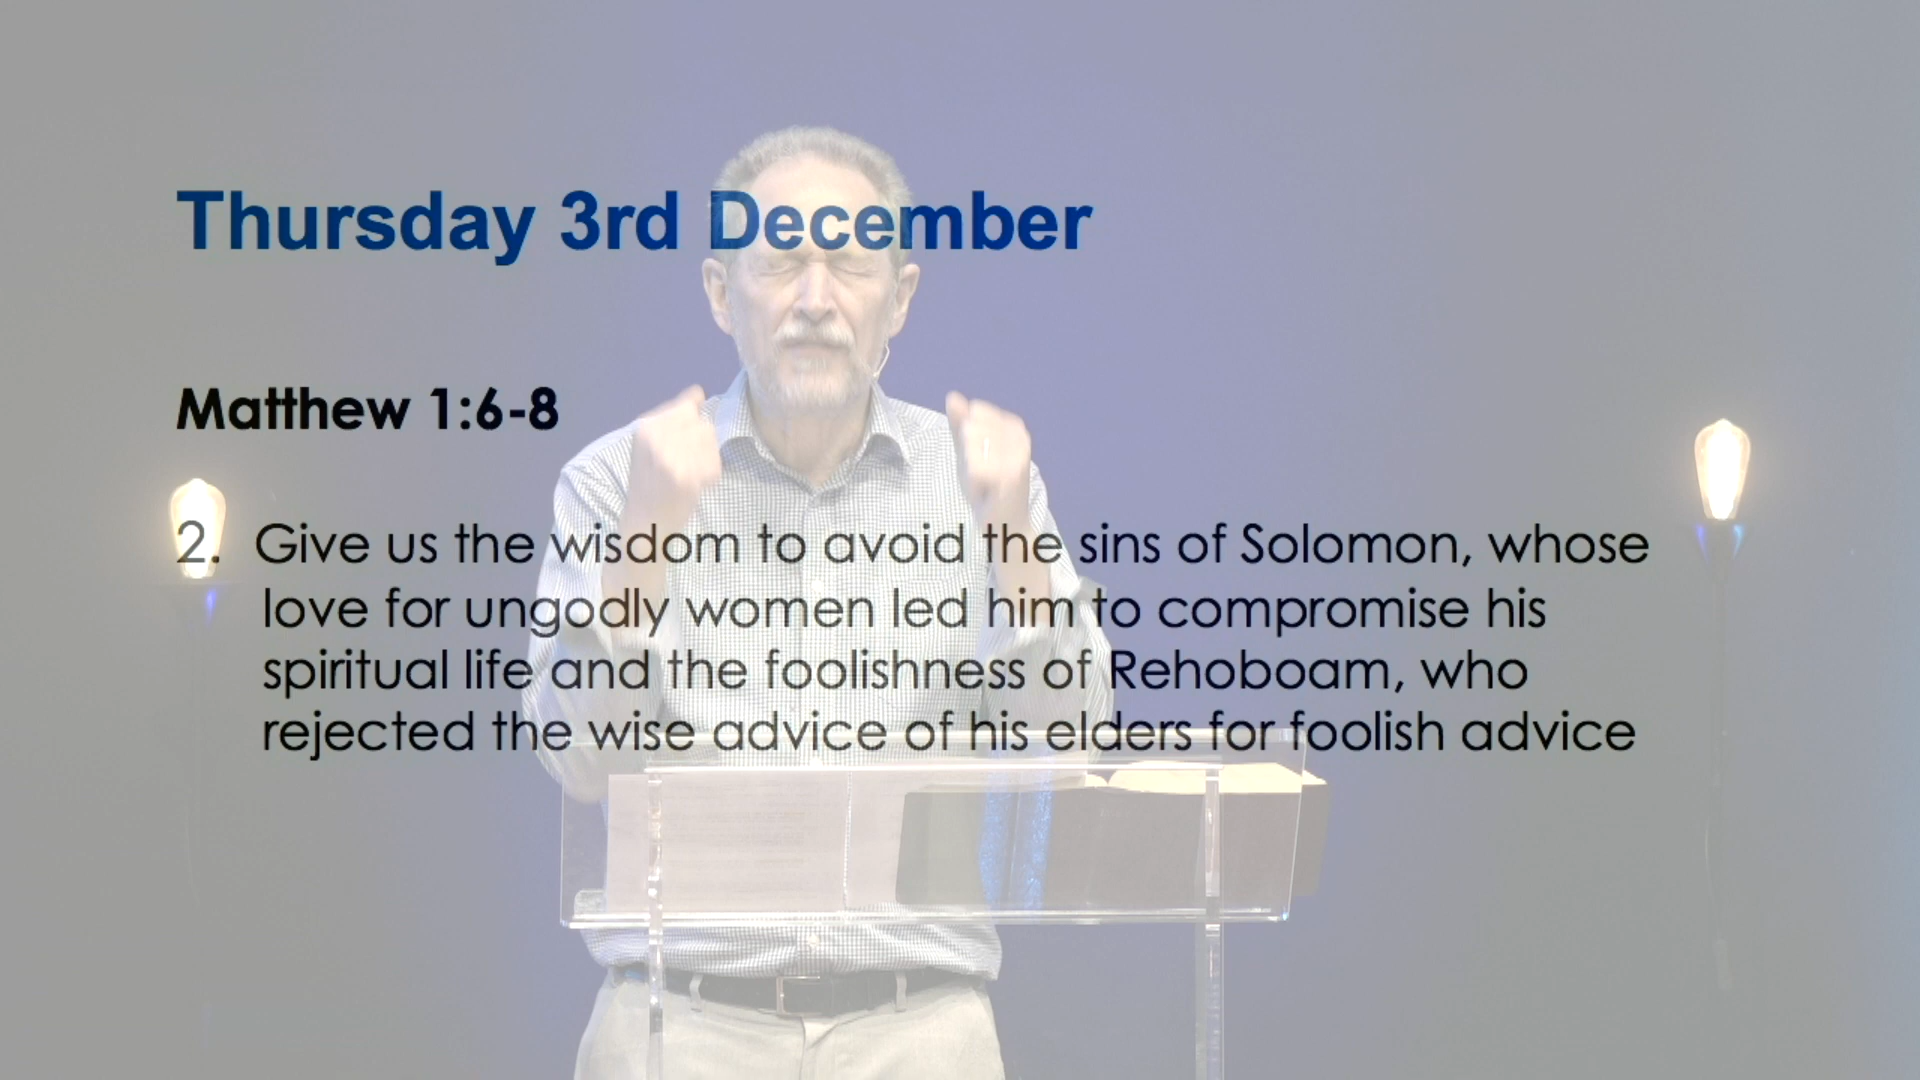 Thursday 3rd December
Matthew 1:6-8
2. Give us the wisdom to avoid the sins of Solomon, whose
love for ungodly women led him to compromise his
spiritual life and the foolishness of Rehoboam, who
rejected the wise advice of his elders for foolish advice